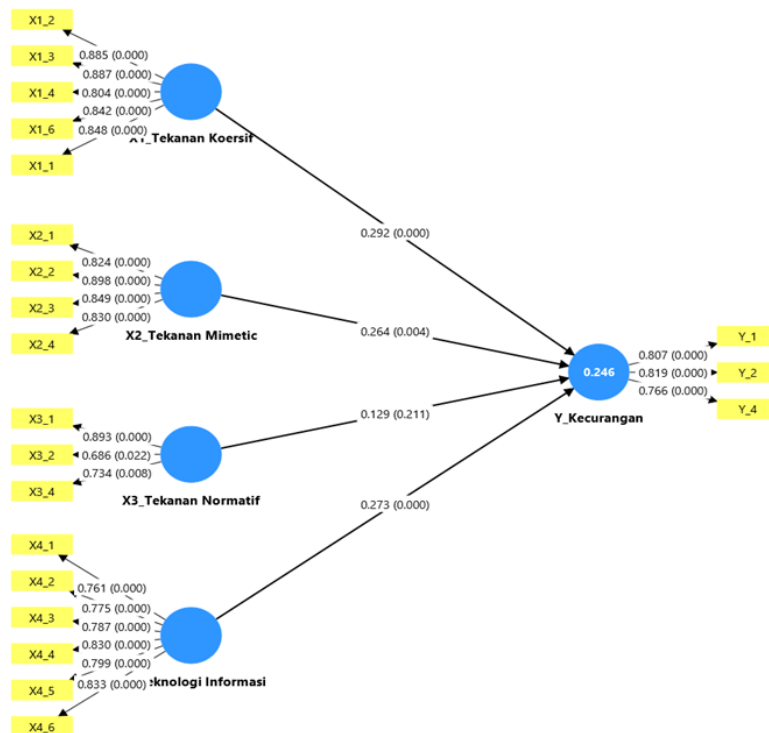 X1_2
X1_3
X1_4
X1_6
X1_1
0.885 (0.000)
0.887 (0.000)
0.804 (0.000)
0.842 (0.000)
0.848 (0.000)
Tekanan Koersif
0.292 (0.000)
X2_1
X2_2
X2_3
X2_4
0.824 (0.000)
0.898 (0.000)
0.849 (0.000)
0.830 (0.000)
X2_Tekanan Mimetic
0.264 (0.004)
X3_1
X3_2
X3_4
0.893 (0.000)
0.686 (0.022)
0.734 (0.008)
X3_Tekanan Normatif
0.129 (0.211)
X4_1
X4_2
X4_3
X4_4
X4_5
X4_6
0.761 (0.000)
0.775 (0.000)
0.787 (0.000)
0.830 (0.000)
0.799 (0.000)
0.833 (0.000)
eknologi Informasi
0.273 (0.000)
0.246
Y_Kecurangan
0.807 (0.000)
0.819 (0.000)
0.766 (0.000)
Y_1
Y_2
Y_4